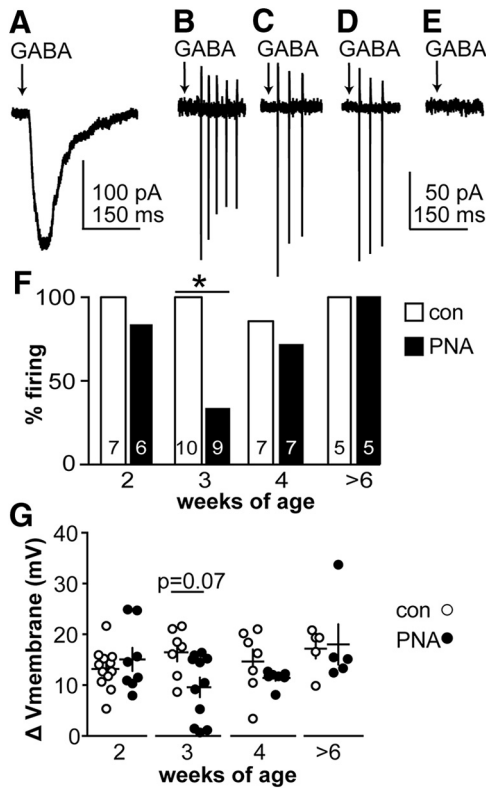 A B C D E
GABA GABA GABA GABA GABA
100 pA
150 ms
50 pA
150 ms
F
*
100
50
0
% firing
7 6 10 9 7 7 5 5
2 3 4 >6
weeks of age
con
PNA
G
40
30
20
10
0
Δ Vmembrane (mV)
p=0.07
con
PNA
2 3 4 >6
weeks of age